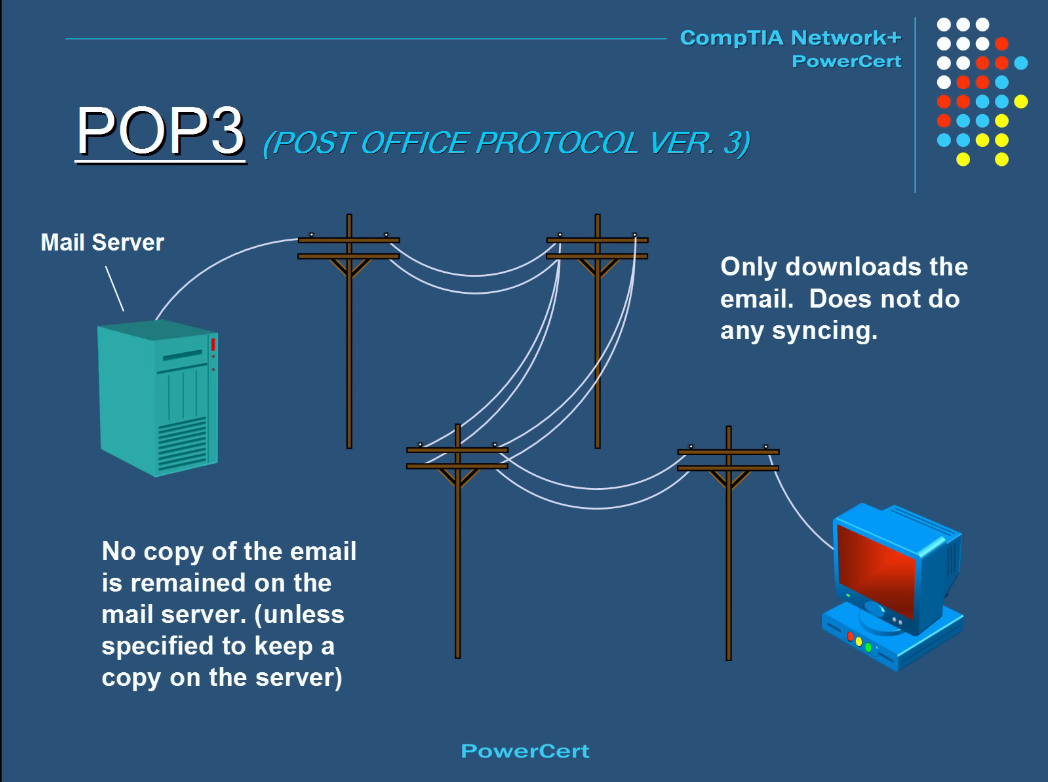 CompTIA Network+
PowerCert
POP3 (POST OFFICE PROTOCOL VER. 3)
Mail Server
Only downloads the
email.  Does not do
any syncing.
No copy of the email
is remained on the
mail server. (unless
specified to keep a
copy on the server)
PowerCert